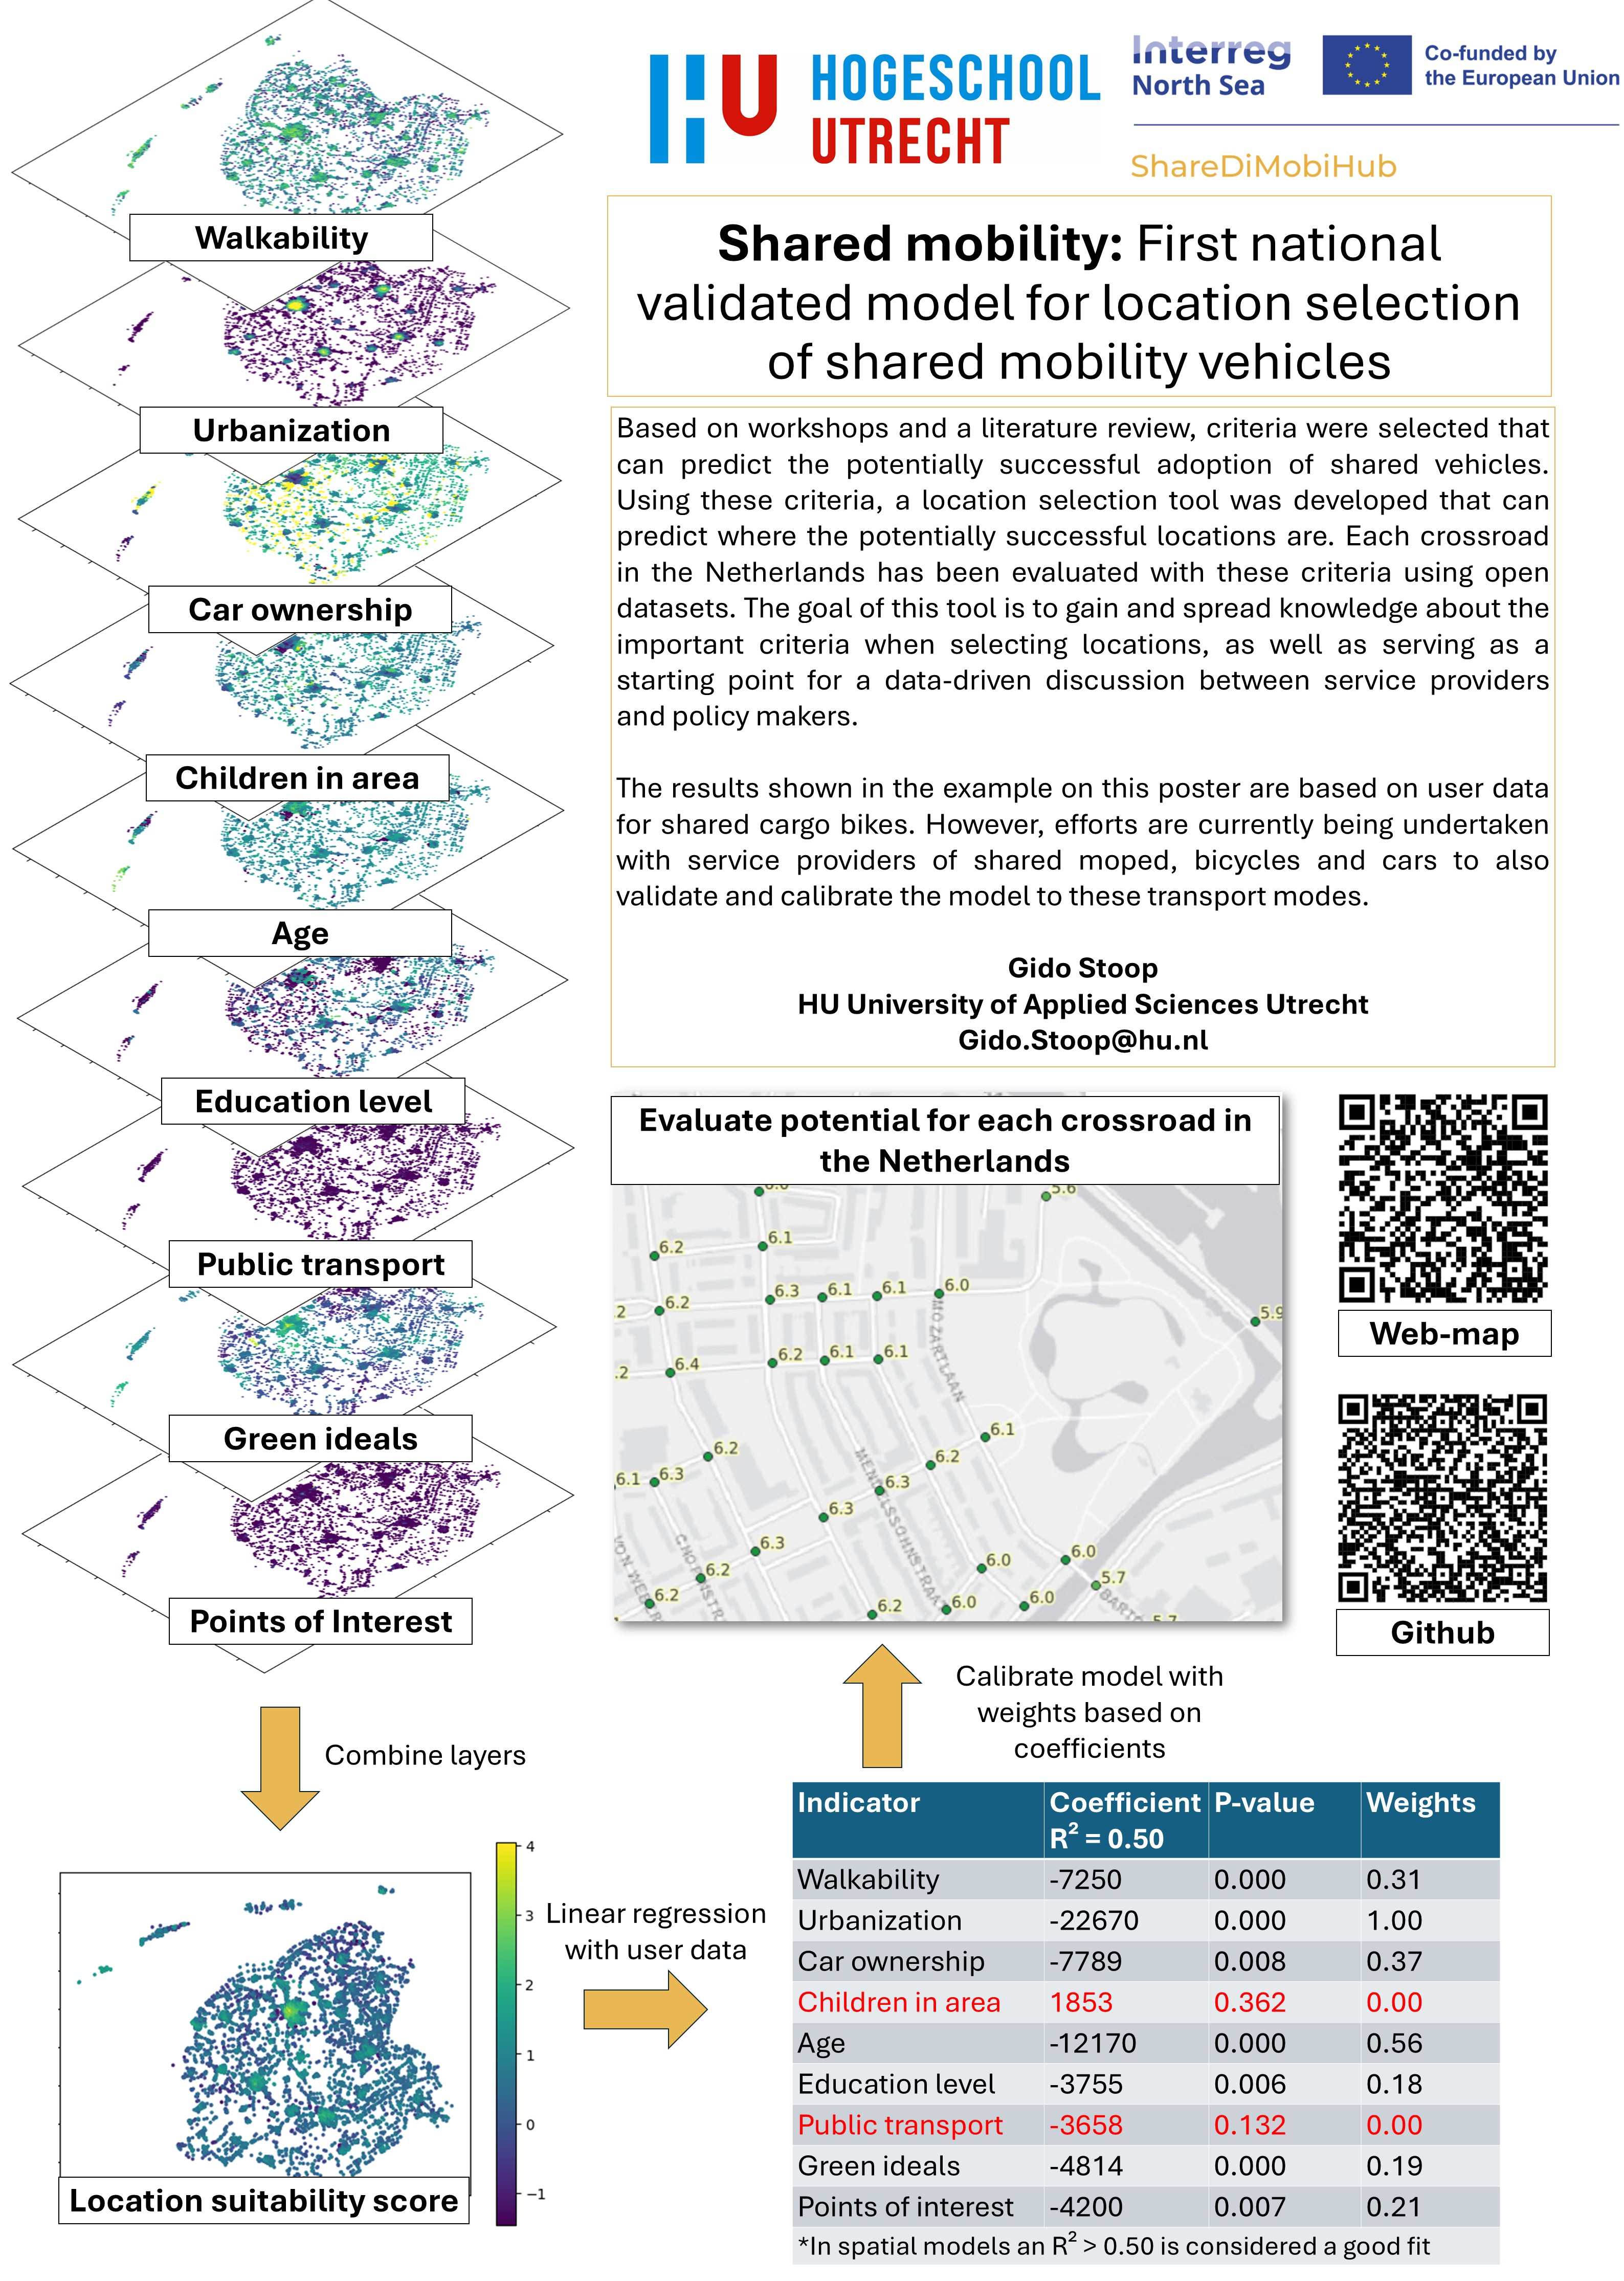 HOGESCHOOL
UTRECHT
Interreg
North Sea
Co-funded by
the European Union
ShareDiMobiHub
Shared mobility: First national
validated model for location selection
of shared mobility vehicles
Based on workshops and a literature review, criteria were selected that
can predict the potentially successful adoption of shared vehicles.
Using these criteria, a location selection tool was developed that can
predict where the potentially successful locations are. Each crossroad
in the Netherlands has been evaluated with these criteria using open
datasets. The goal of this tool is to gain and spread knowledge about the
important criteria when selecting locations, as well as serving as a
starting point for a data-driven discussion between service providers
and policy makers.
The results shown in the example on this poster are based on user data
for shared cargo bikes. However, efforts are currently being undertaken
with service providers of shared moped, bicycles and cars to also
validate and calibrate the model to these transport modes.
Gido Stoop
HU University of Applied Sciences Utrecht
Gido.Stoop@hu.nl
Walkability
Urbanization
Car ownership
Children in area
Age
Education level
Public transport
Green ideals
Points of Interest
Combine layers
Location suitability score
4
3
2
1
0
−1
Linear regression
with user data
Evaluate potential for each crossroad in
the Netherlands
5.6
6.2 6.1
6.2 6.3 6.1 6.1 6.0
5.9
6.4 6.2 6.1 6.1
MOZARTLAAN
6.2 6.1
6.1 6.3 6.2
6.3
6.3
MENDELSSOHNSTRAAT
6.3
6.2 6.0 6.0
5.7
6.2 6.2 6.0 6.0
Web-map
Github
Calibrate model with
weights based on
coefficients
Indicator Coefficient P-value Weights
R² = 0.50
Walkability -7250 0.000 0.31
Urbanization -22670 0.000 1.00
Car ownership -7789 0.008 0.37
Children in area 1853 0.362 0.00
Age -12170 0.000 0.56
Education level -3755 0.006 0.18
Public transport -3658 0.132 0.00
Green ideals -4814 0.000 0.19
Points of interest -4200 0.007 0.21
*In spatial models an R² > 0.50 is considered a good fit